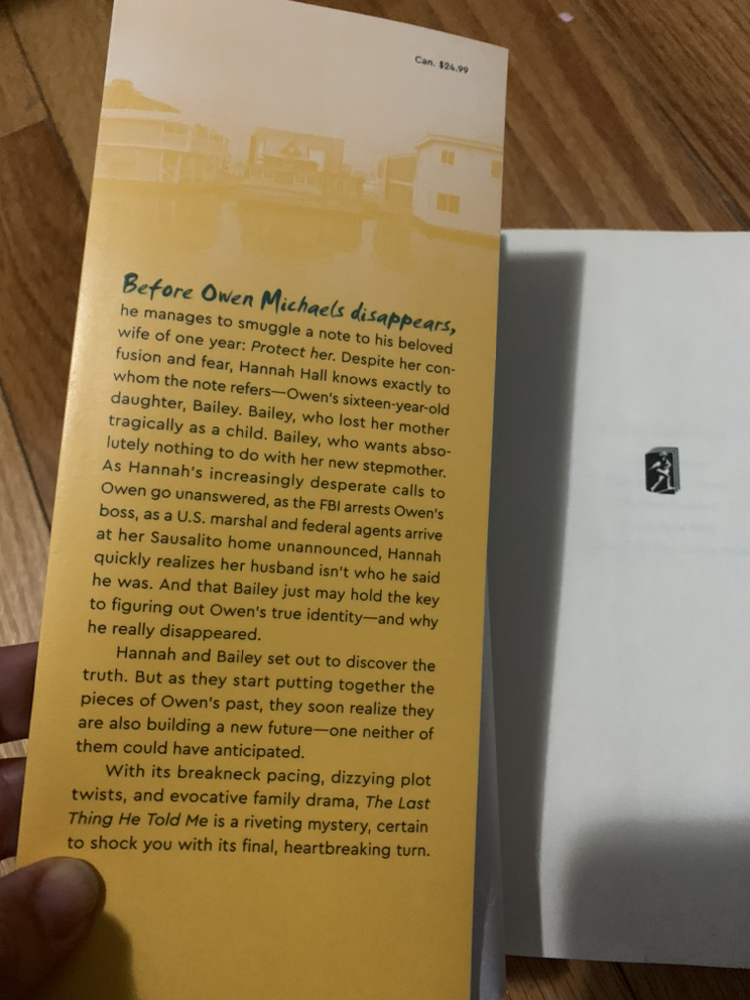 Can. $24.99
Before Owen Michaels disappears,
he manages to smuggle a note to his beloved
wife of one year: Protect her. Despite her con-
fusion and fear, Hannah Hall knows exactly to
whom the note refers—Owen's sixteen-year-old
daughter, Bailey. Bailey, who lost her mother
tragically as a child. Bailey, who wants abso-
lutely nothing to do with her new stepmother.
As Hannah's increasingly desperate calls to
Owen go unanswered, as the FBI arrests Owen's
boss, as a U.S. marshal and federal agents arrive
at her Sausalito home unannounced, Hannah
quickly realizes her husband isn't who he said
he was. And that Bailey just may hold the key
to figuring out Owen's true identity—and why
he really disappeared.
Hannah and Bailey set out to discover the
truth. But as they start putting together the
pieces of Owen's past, they soon realize they
are also building a new future—one neither of
them could have anticipated.
With its breakneck pacing, dizzying plot
twists, and evocative family drama, The Last
Thing He Told Me is a riveting mystery, certain
to shock you with its final, heartbreaking turn.